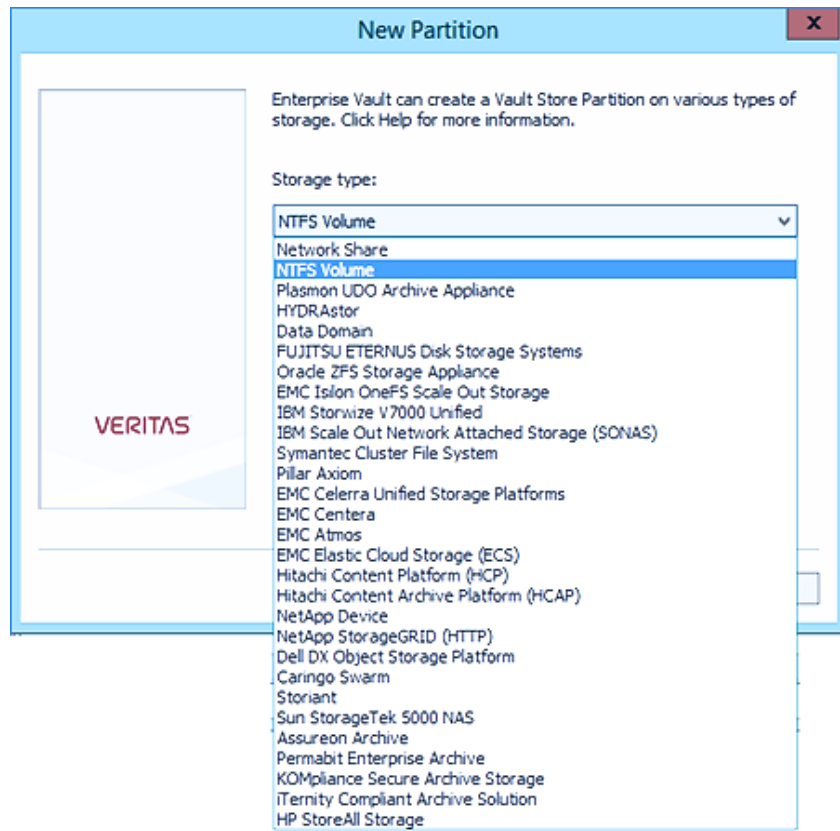 New Partition
x
Enterprise Vault can create a Vault Store Partition on various types of
storage. Click Help for more information.
Storage type:
NTFS Volume
Network Share
NTFS Volume
Plasmon UDO Archive Appliance
HYDRAstor
Data Domain
FUJITSU ETERNUS Disk Storage Systems
Oracle ZFS Storage Appliance
EMC Isilon OneFS Scale Out Storage
IBM Storwize V7000 Unified
IBM Scale Out Network Attached Storage (SONAS)
Symantec Cluster File System
Pillar Axiom
EMC Celerra Unified Storage Platforms
EMC Centera
EMC Atmos
EMC Elastic Cloud Storage (ECS)
Hitachi Content Platform (HCP)
Hitachi Content Archive Platform (HCAP)
NetApp Device
NetApp StorageGRID (HTTP)
Dell DX Object Storage Platform
Caringo Swarm
Storiant
Sun StorageTek 5000 NAS
Assureon Archive
Permabit Enterprise Archive
KOMpliance Secure Archive Storage
iTernity Compliant Archive Solution
HP StoreAll Storage
VERITAS